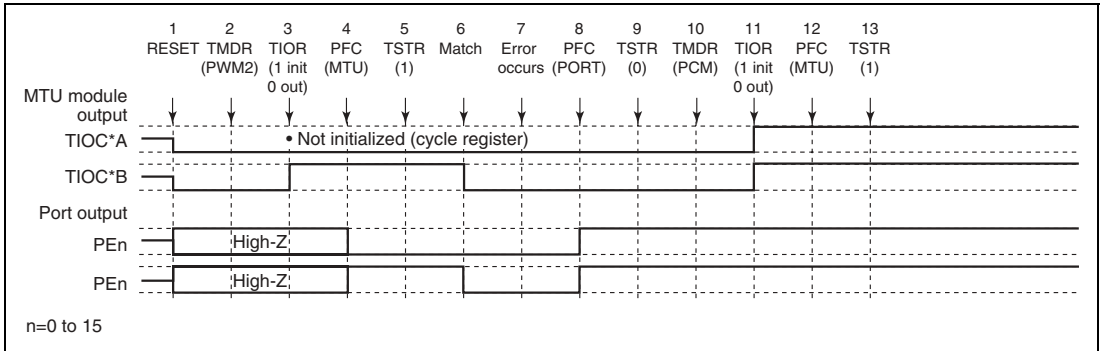 1 2 3 4 5 6 7 8 9 10 11 12 13
RESET TMDR TIOR PFC TSTR Match Error PFC TSTR TMDR TIOR PFC TSTR
(PWM2) (1 init (MTU) (1) occurs (PORT) (0) (PCM) (1 init (MTU) (1)
0 out) 0 out)
MTU module
output
TIOC*A
• Not initialized (cycle register)
TIOC*B
Port output
PEn
High-Z
PEn
High-Z
n=0 to 15